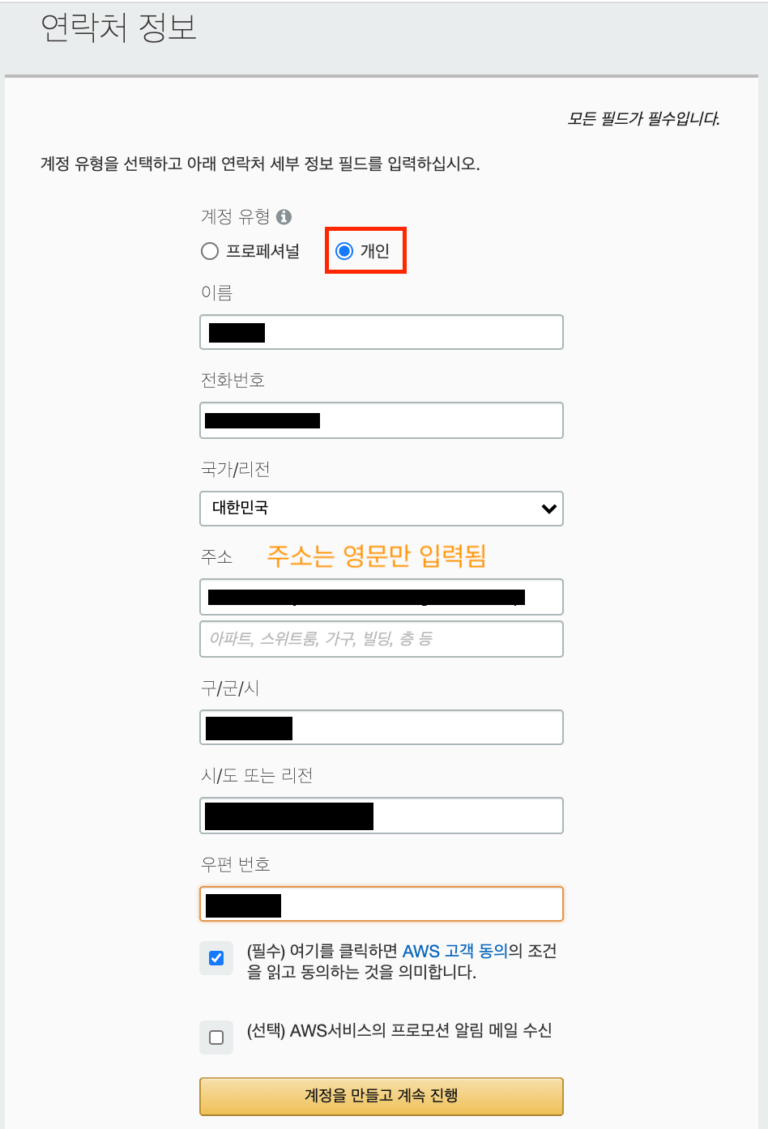 연락처 정보
모든 필드가 필수입니다.
계정 유형을 선택하고 아래 연락처 세부 정보 필드를 입력하십시오.
계정 유형
프로페셔널 개인
이름
전화번호
국가/리전
대한민국
주소 주소는 영문만 입력됨
아파트, 스위트룸, 가구, 빌딩, 층 등
구/군/시
시/도 또는 리전
우편 번호
(필수) 여기를 클릭하면 AWS 고객 동의의 조건
을 읽고 동의하는 것을 의미합니다.
(선택) AWS서비스의 프로모션 알림 메일 수신
계정을 만들고 계속 진행